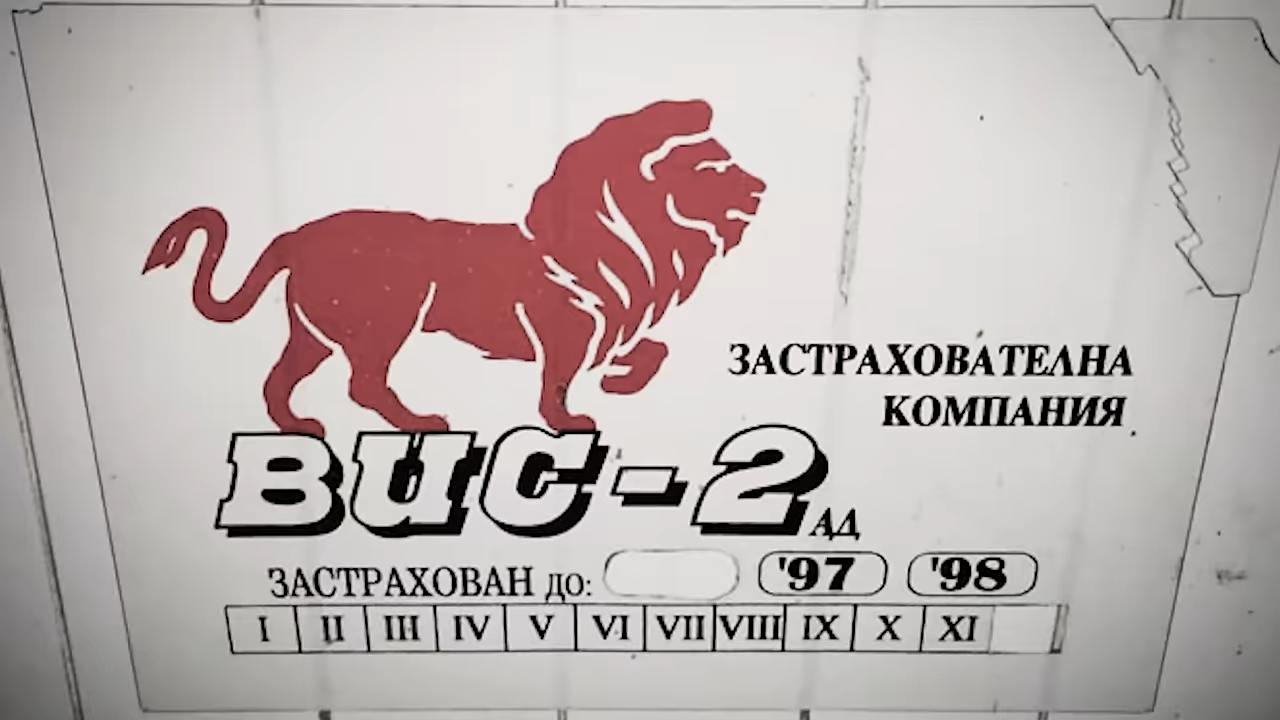 ЗАСТРАХОВАТЕЛНА
КОМПАНИЯ
ВИС-2 АД
ЗАСТРАХОВАН ДО: '97 '98
I II III IV V VI VII VIII IX X XI